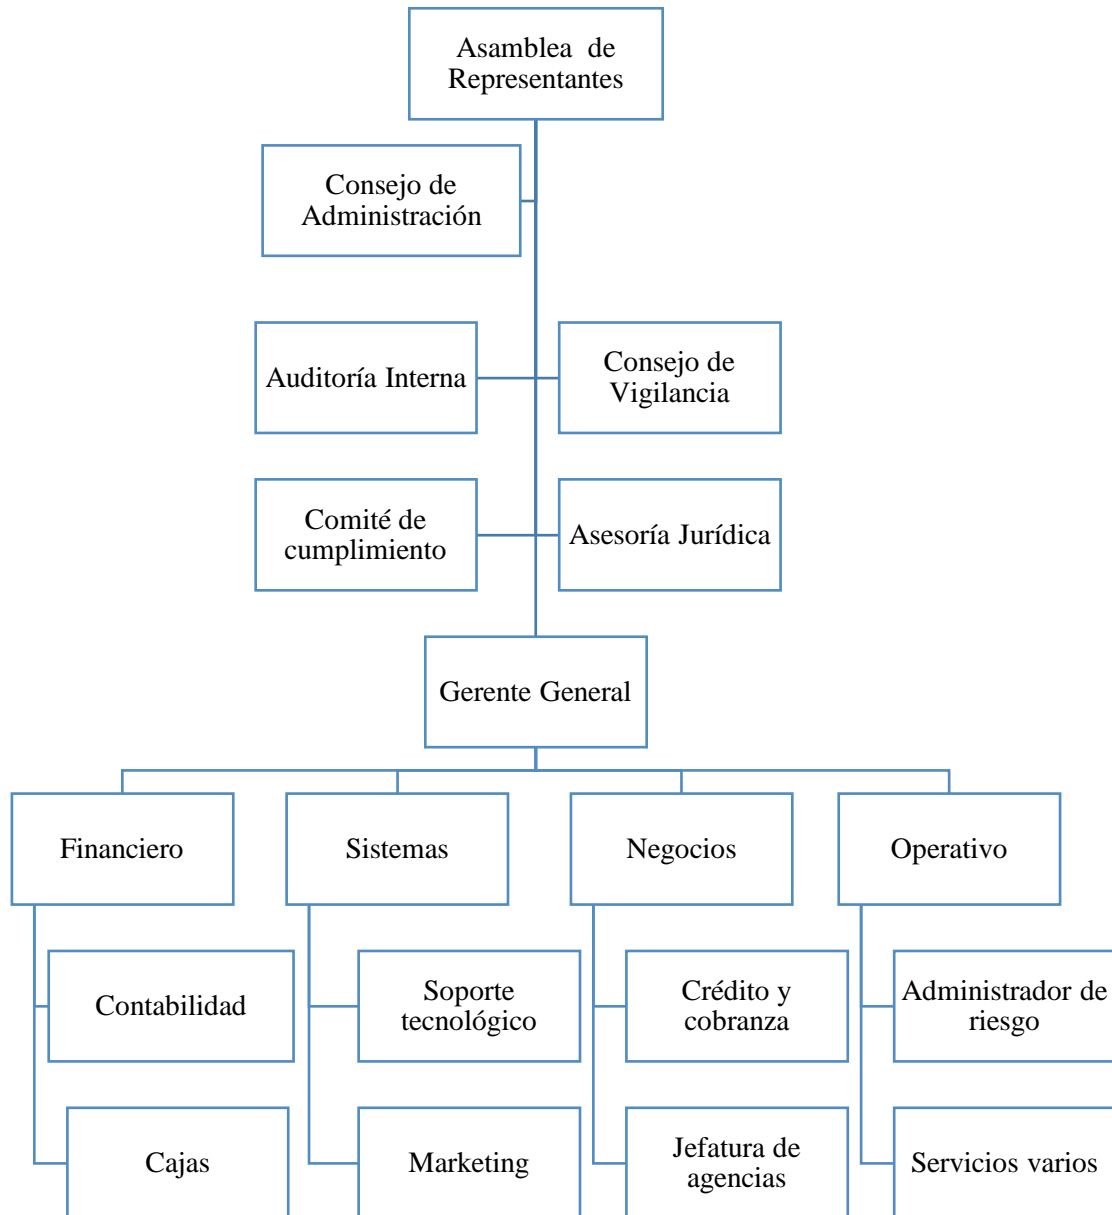 Asamblea de
Representantes
Consejo de
Administración
Auditoría Interna
Consejo de
Vigilancia
Comité de
cumplimiento
Asesoría Jurídica
Gerente General
Financiero
Sistemas
Negocios
Operativo
Contabilidad
Soporte
tecnológico
Crédito y
cobranza
Administrador de
riesgo
Cajas
Marketing
Jefatura de
agencias
Servicios varios